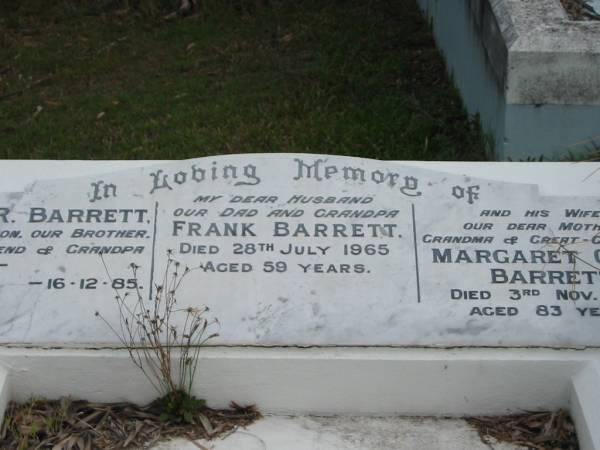 In Loving Memory of
R. BARRETT.
ON. OUR BROTHER.
END & GRANDPA
-16-12-85.
MY DEAR HUSBAND
OUR DAD AND GRANDPA
FRANK BARRETT.
DIED 28TH JULY 1965
AGED 59 YEARS.
AND HIS WIFE
OUR DEAR MOTH
GRANDMA & GREAT-G
MARGARET
BARRETT
DIED 3RD NOV.
AGED 83 YE